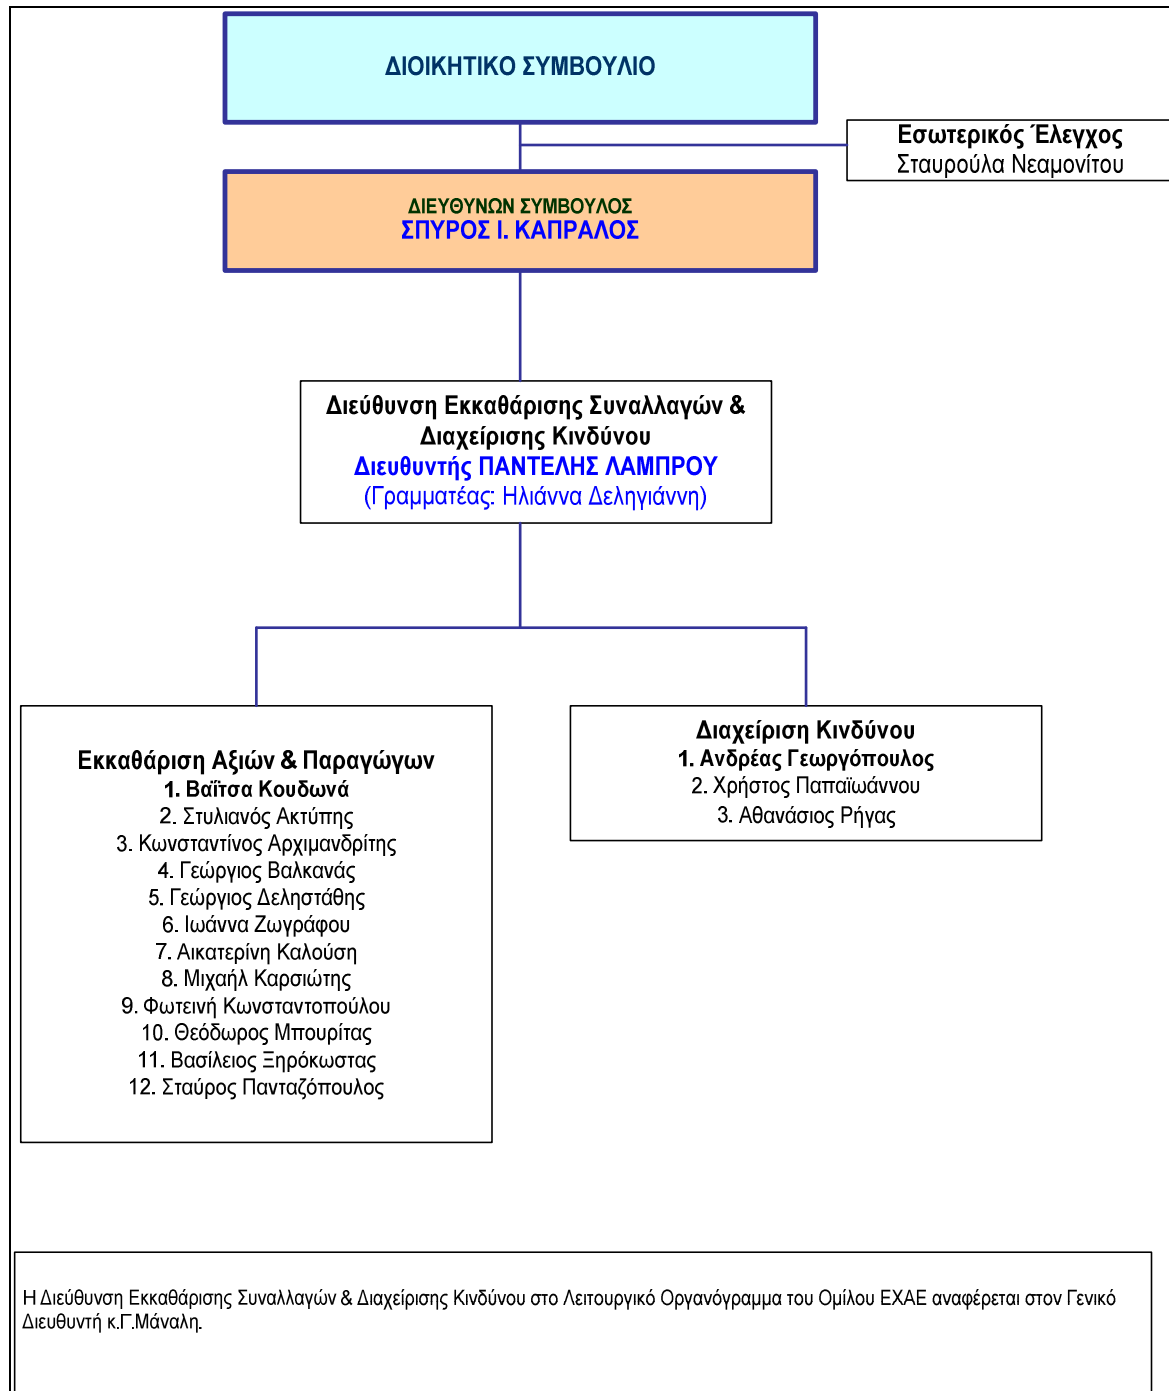 ΔΙΟΙΚΗΤΙΚΟ ΣΥΜΒΟΥΛΙΟ
Εσωτερικός Έλεγχος
Σταυρούλα Νεαμονίτου
ΔΙΕΥΘΥΝΩΝ ΣΥΜΒΟΥΛΟΣ
ΣΠΥΡΟΣ Ι. ΚΑΠΡΑΛΟΣ
Διεύθυνση Εκκαθάρισης Συναλλαγών &
Διαχείρισης Κινδύνου
Διευθυντής ΠΑΝΤΕΛΗΣ ΛΑΜΠΡΟΥ
(Γραμματέας: Ηλιάννα Δεληγιάννη)
Εκκαθάριση Αξιών & Παραγώγων
1. Βαΐτσα Κουδωνά
2. Στυλιανός Ακτύπης
3. Κωνσταντίνος Αρχιμανδρίτης
4. Γεώργιος Βαλκανάς
5. Γεώργιος Δεληστάθης
6. Ιωάννα Ζωγράφου
7. Αικατερίνη Καλούση
8. Μιχαήλ Καρσιώτης
9. Φωτεινή Κωνσταντοπούλου
10. Θεόδωρος Μπουρίτας
11. Βασίλειος Ξηρόκωστας
12. Σταύρος Πανταζόπουλος
Διαχείριση Κινδύνου
1. Ανδρέας Γεωργόπουλος
2. Χρήστος Παπαϊωάννου
3. Αθανάσιος Ρήγας
Η Διεύθυνση Εκκαθάρισης Συναλλαγών & Διαχείρισης Κινδύνου στο Λειτουργικό Οργανόγραμμα του Ομίλου ΕΧΑΕ αναφέρεται στον Γενικό
Διευθυντή κ.Γ.Μάναλη.